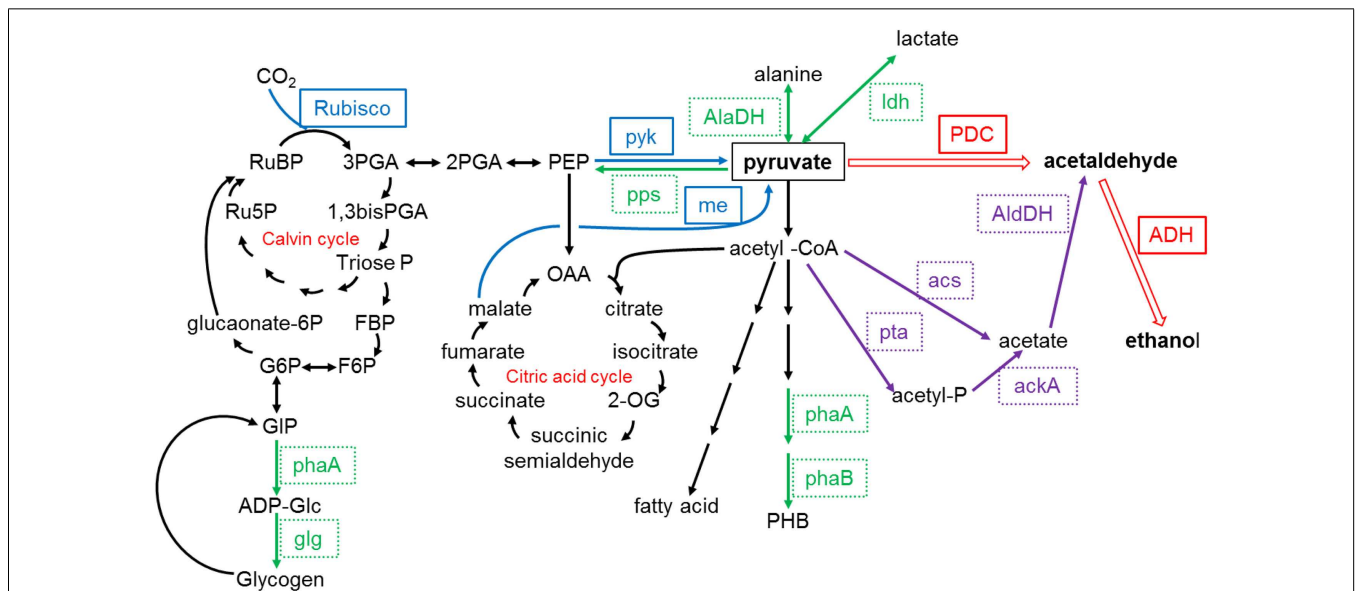 lactate
CO2
alanine
ldh
Rubisco
AlaDH
pyk
PDC
RuBP
3PGA
2PGA
PEP
pyruvate
acetaldehyde
pps
me
Ru5P
1,3bisPGA
AldDH
ADH
Calvin cycle
Triose P
acetyl -CoA
OAA
acs
malate
citrate
glucaonate-6P
FBP
pta
acetate
ethanol
fumarate
isocitrate
G6P
F6P
Citric acid cycle
ackA
succinate
2-OG
acetyl-P
phaA
GIP
succinic
semialdehyde
phaA
phaB
ADP-Glc
fatty acid
PHB
glg
Glycogen